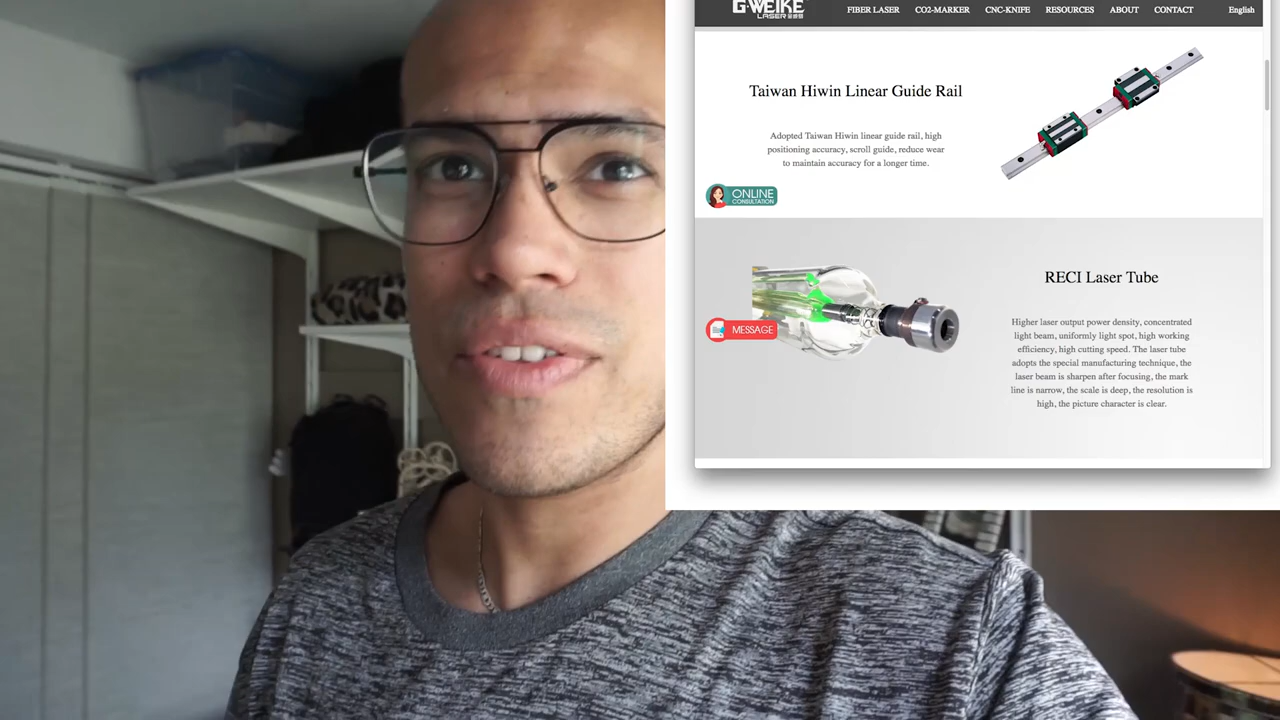 G·WEIKE
LASER
FIBER LASER CO2-MARKER CNC-KNIFE RESOURCES ABOUT CONTACT English
Taiwan Hiwin Linear Guide Rail
Adopted Taiwan Hiwin linear guide rail, high
positioning accuracy, scroll guide, reduce wear
to maintain accuracy for a longer time.
ONLINE
CONSULTATION
RECI Laser Tube
MESSAGE
Higher laser output power density, concentrated
light beam, uniformly light spot, high working
efficiency, high cutting speed. The laser tube
adopts the special manufacturing technique, the
laser beam is sharpen after focusing, the mark
line is narrow, the scale is deep, the resolution is
high, the picture character is clear.